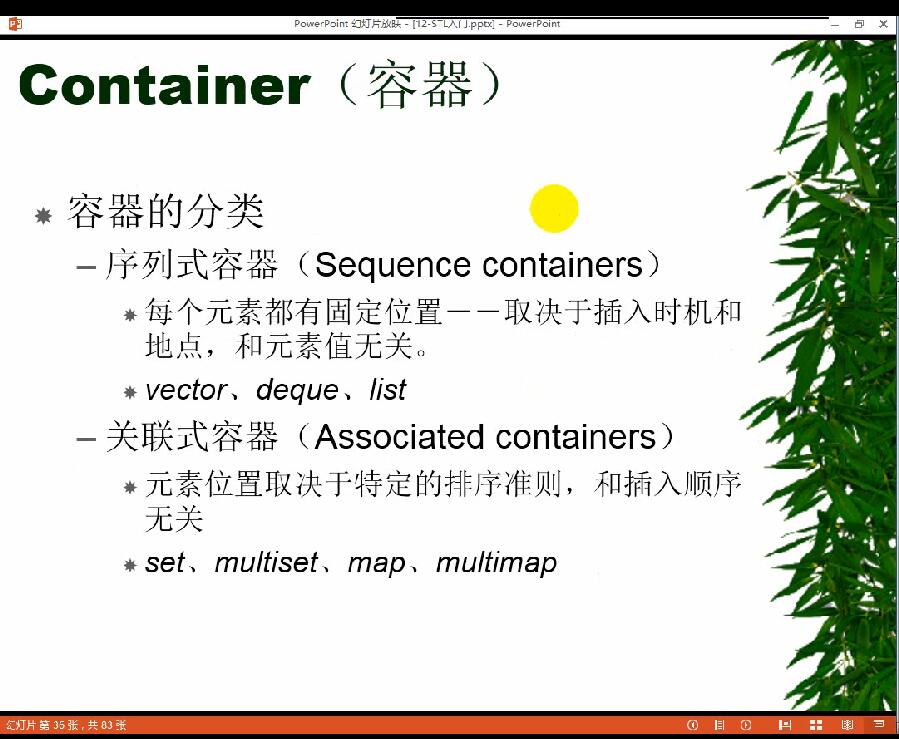 PowerPoint 幻灯片放映 - [12-STL入门.pptx] - PowerPoint
Container（容器）
容器的分类
– 序列式容器（Sequence containers）
每个元素都有固定位置－－取决于插入时机和
地点，和元素值无关。
vector、deque、list
– 关联式容器（Associated containers）
元素位置取决于特定的排序准则，和插入顺序
无关
set、multiset、map、multimap
幻灯片 第 35 张，共 83 张